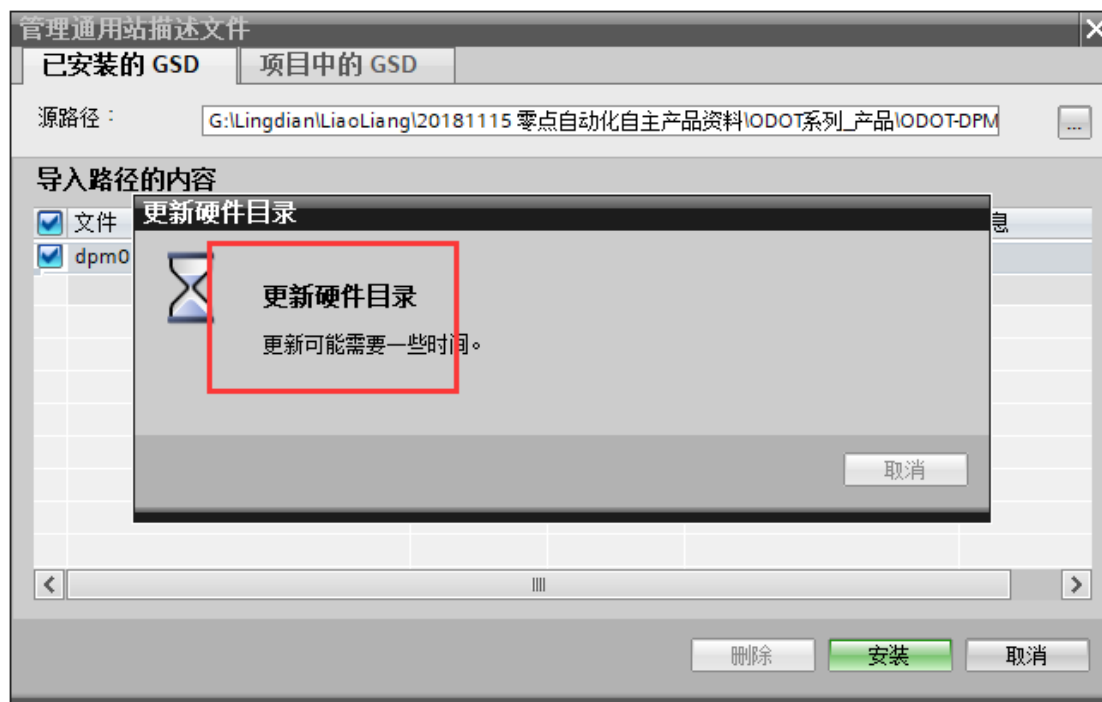 管理通用站描述文件
已安装的 GSD 项目中的 GSD
源路径：
G:\Lingdian\LiaoLiang\20181115 零点自动化自主产品资料\ODOT系列_产品\ODOT-DPM
...
导入路径的内容
文件
息
dpm0
更新硬件目录
更新硬件目录
更新可能需要一些时间。
取消
删除 安装 取消